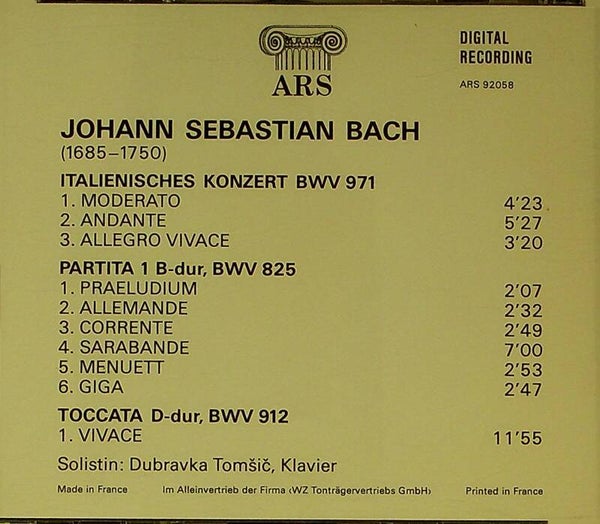 ARS
DIGITAL
RECORDING
ARS 92058
JOHANN SEBASTIAN BACH
(1685–1750)
ITALIENISCHES KONZERT BWV 971
1. MODERATO 4'23
2. ANDANTE 5'27
3. ALLEGRO VIVACE 3'20
PARTITA 1 B-dur, BWV 825
1. PRAELUDIUM 2'07
2. ALLEMANDE 2'32
3. CORRENTE 2'49
4. SARABANDE 7'00
5. MENUETT 2'53
6. GIGA 2'47
TOCCATA D-dur, BWV 912
1. VIVACE 11'55
Solistin: Dubravka Tomšič, Klavier
Made in France Im Alleinvertrieb der Firma ‹WZ Tonträgervertriebs GmbH› Printed in France